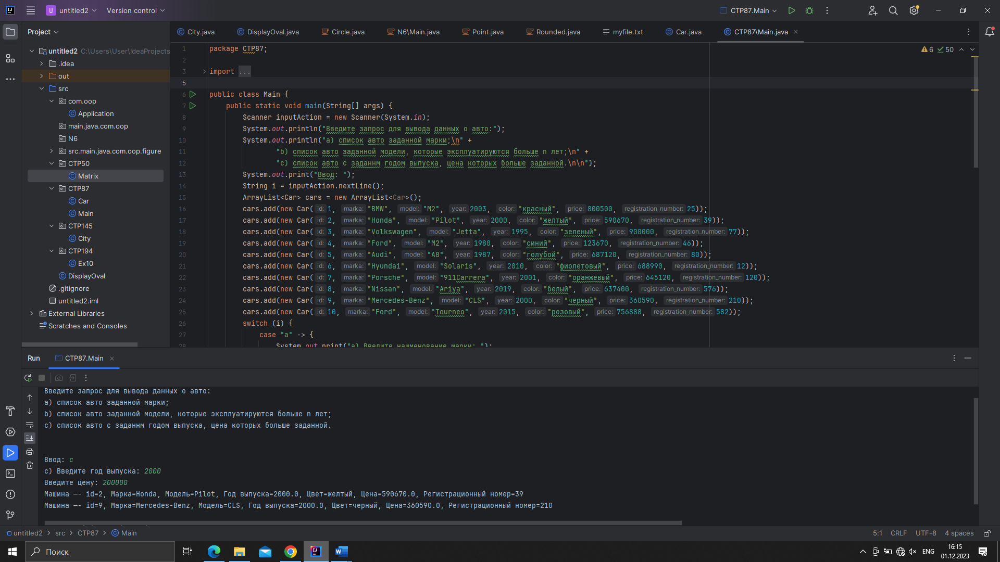 untitled2 Version control CTP87.Main
Project City.java DisplayOval.java Circle.java N6\Main.java Point.java Rounded.java myfile.txt Car.java CTP87\Main.java
untitled2 C:\Users\User\IdeaProjects
.idea
out
src
com.oop
Application
main.java.com.oop
N6
src.main.java.com.oop.figure
CTP50
Matrix
CTP87
Car
Main
CTP145
City
CTP194
Ex10
DisplayOval
.gitignore
untitled2.iml
External Libraries
Scratches and Consoles
6 50
1 package CTP87;
2
3 import ...
5
6 public class Main {
7 public static void main(String[] args) {
8 Scanner inputAction = new Scanner(System.in);
9 System.out.println("Введите запрос для вывода данных о авто:");
10 System.out.println("a) список авто заданной марки;\n" +
11 "b) список авто заданной модели, которые эксплуатируются больше n лет;\n" +
12 "c) список авто с заданнм годом выпуска, цена которых больше заданной.\n\n");
13 System.out.print("Ввод: ");
14 String i = inputAction.nextLine();
15 ArrayList<Car> cars = new ArrayList<Car>();
16 cars.add(new Car( id: 1, marka: "BMW", model: "M2", year: 2003, color: "красный", price: 800500, registration_number: 25));
17 cars.add(new Car( id: 2, marka: "Honda", model: "Pilot", year: 2000, color: "желтый", price: 590670, registration_number: 39));
18 cars.add(new Car( id: 3, marka: "Volkswagen", model: "Jetta", year: 1995, color: "зеленый", price: 900000, registration_number: 77));
19 cars.add(new Car( id: 4, marka: "Ford", model: "M2", year: 1980, color: "синий", price: 123670, registration_number: 46));
20 cars.add(new Car( id: 5, marka: "Audi", model: "A8", year: 1987, color: "голубой", price: 687120, registration_number: 80));
21 cars.add(new Car( id: 6, marka: "Hyundai", model: "Solaris", year: 2010, color: "фиолетовый", price: 688990, registration_number: 12));
22 cars.add(new Car( id: 7, marka: "Porsche", model: "911Carrera", year: 2001, color: "оранжевый", price: 645120, registration_number: 120));
23 cars.add(new Car( id: 8, marka: "Nissan", model: "Ariya", year: 2019, color: "белый", price: 637400, registration_number: 576));
24 cars.add(new Car( id: 9, marka: "Mercedes-Benz", model: "CLS", year: 2000, color: "черный", price: 360590, registration_number: 210));
25 cars.add(new Car( id: 10, marka: "Ford", model: "Tourneo", year: 2015, color: "розовый", price: 756888, registration_number: 582));
26 switch (i) {
27 case "a" -> {
28 System.out.print("a) Введите наименование марки: ");
Run CTP87.Main
Введите запрос для вывода данных о авто:
a) список авто заданной марки;
b) список авто заданной модели, которые эксплуатируются больше n лет;
c) список авто с заданнм годом выпуска, цена которых больше заданной.
Ввод: c
c) Введите год выпуска: 2000
Введите цену: 200000
Машина –- id=2, Марка=Honda, Модель=Pilot, Год выпуска=2000.0, Цвет=желтый, Цена=590670.0, Регистрационный номер=39
Машина –- id=9, Марка=Mercedes-Benz, Модель=CLS, Год выпуска=2000.0, Цвет=черный, Цена=360590.0, Регистрационный номер=210
untitled2 > src > CTP87 > Main 5:1 CRLF UTF-8 4 spaces
Поиск ENG 16:15
01.12.2023